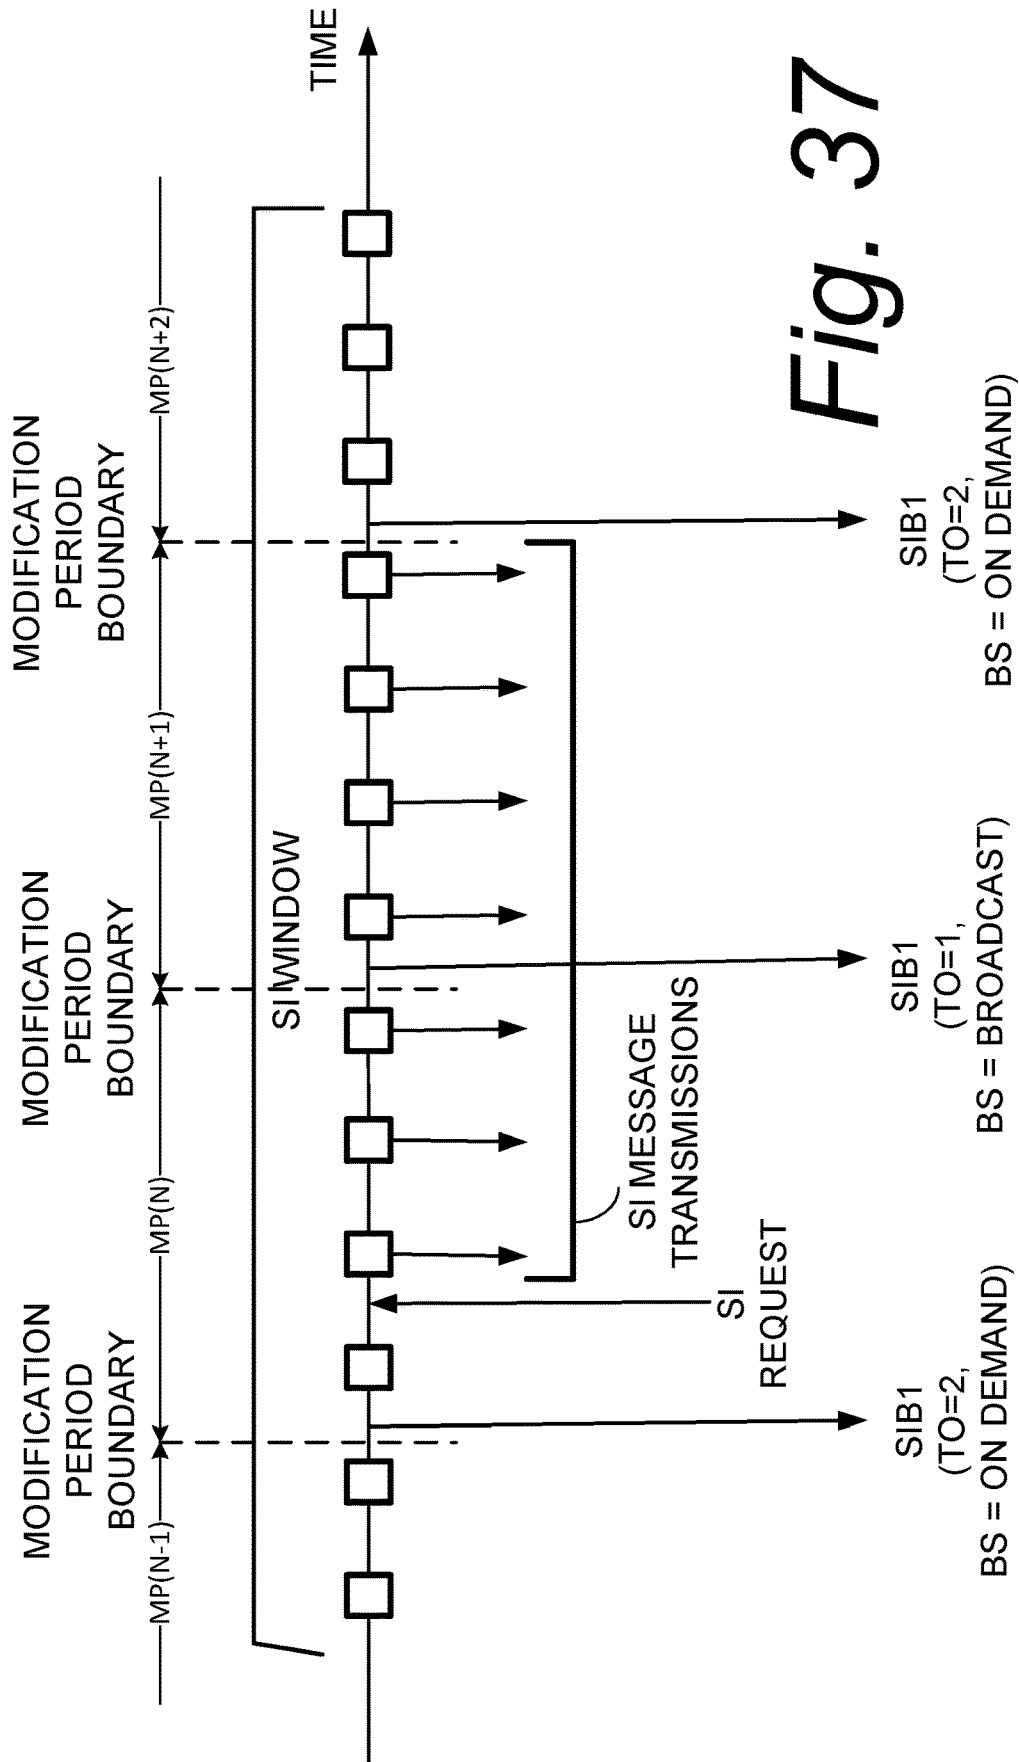 MODIFICATION
PERIOD
BOUNDARY
MODIFICATION
PERIOD
BOUNDARY
MODIFICATION
PERIOD
BOUNDARY
MP(N-1)
MP(N)
MP(N+1)
MP(N+2)
SI WINDOW
TIME
SI
REQUEST
SI MESSAGE
TRANSMISSIONS
SIB1
(TO=2,
BS = ON DEMAND)
SIB1
(TO=1,
BS = BROADCAST)
SIB1
(TO=2,
BS = ON DEMAND)
Fig. 37